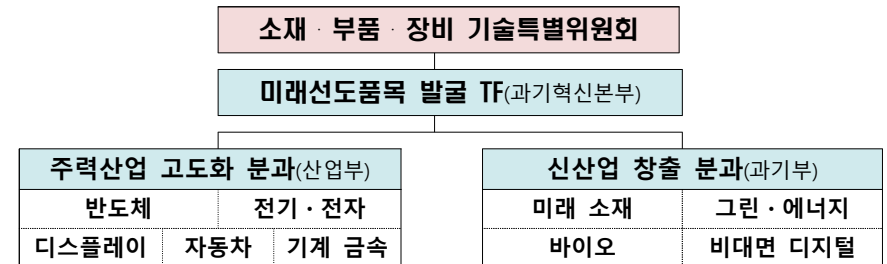 소재 · 부품 · 장비 기술특별위원회
미래선도품목 발굴 TF(과기혁신본부)
주력산업 고도화 분과(산업부)
반도체 전기 · 전자
디스플레이 자동차 기계 금속
신산업 창출 분과(과기부)
미래 소재 그린 · 에너지
바이오 비대면 디지털